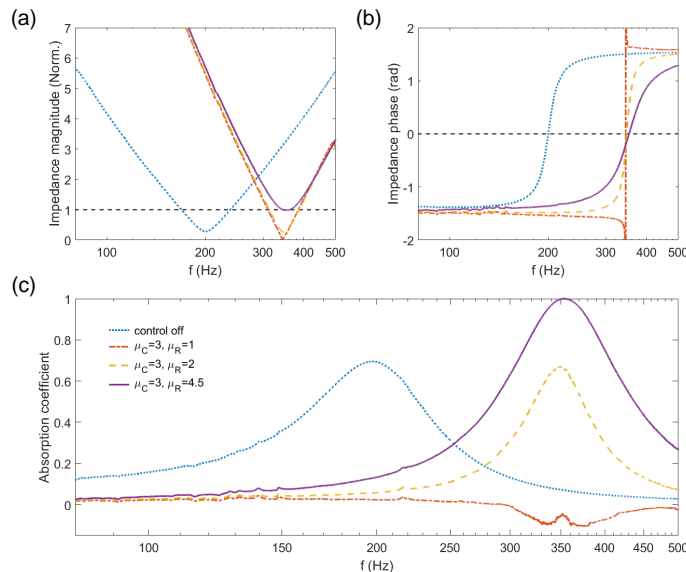 (a)
Impedance magnitude (Norm.)
7
6
5
4
3
2
1
0
100
200
300
400
500
f (Hz)
(b)
Impedance phase (rad)
2
1
0
-1
-2
100
200
300
400
500
f (Hz)
(c)
Absorption coefficient
1
0.8
0.6
0.4
0.2
0
control off
μC=3, μR=1
μC=3, μR=2
μC=3, μR=4.5
100
150
200
250
300
350
400
450
500
f (Hz)